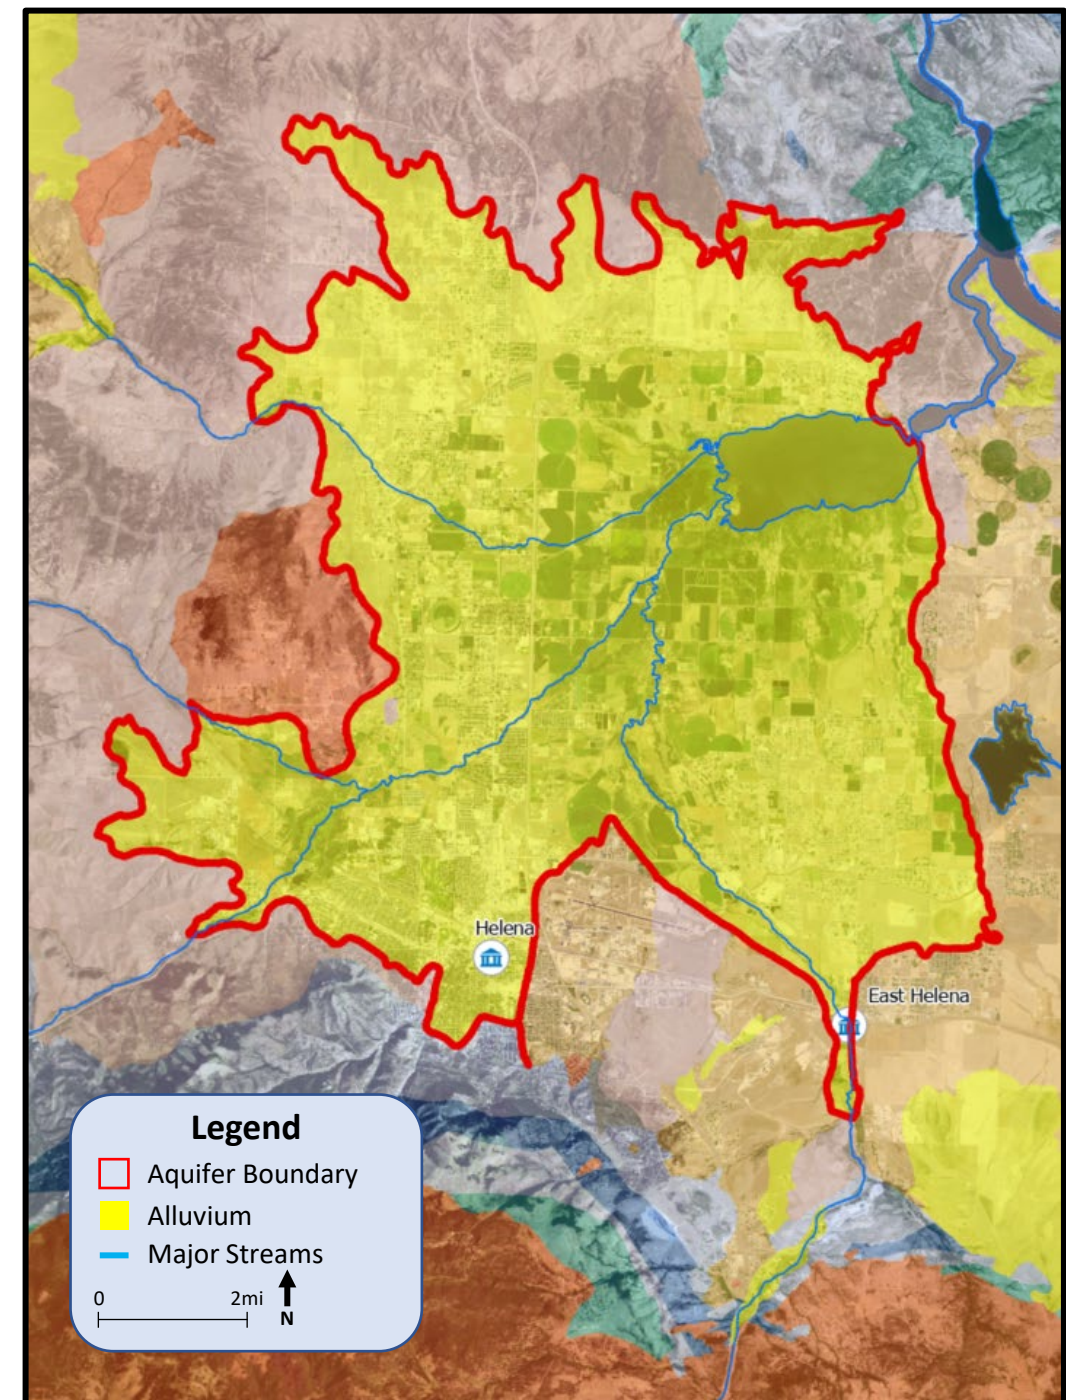 Helena
East Helena
Legend
Aquifer Boundary
Alluvium
Major Streams
0 2mi
N